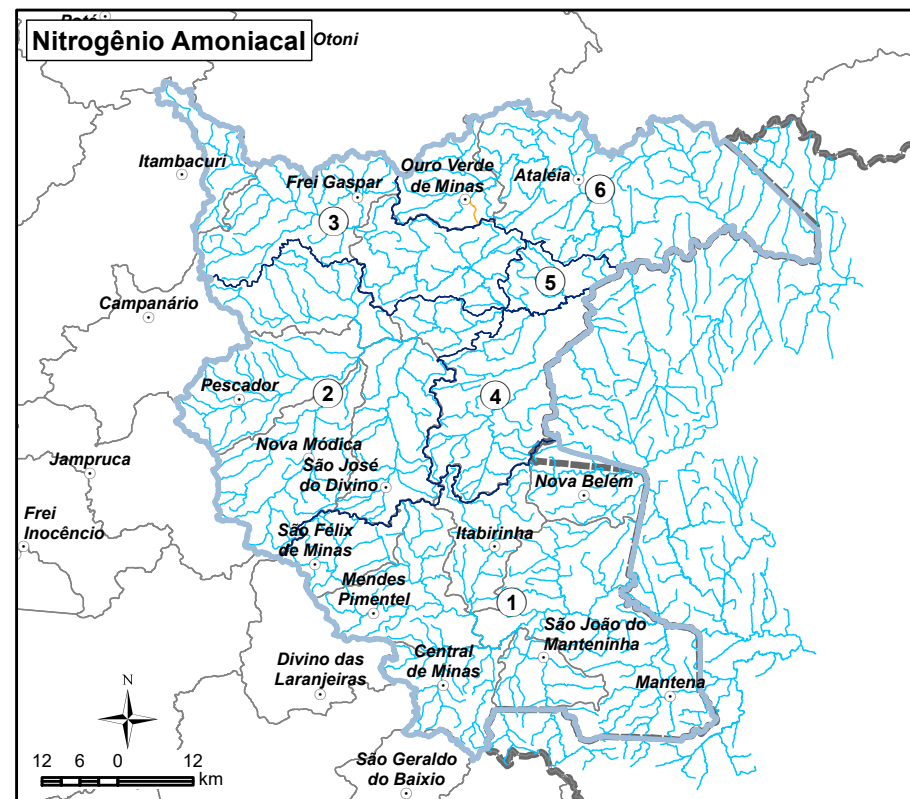 Nitrogênio Amoniacal
Otoni
Itambacuri
Ouro Verde
de Minas
Ataléia
Frei Gaspar
6
3
5
Campanário
Pescador
2
4
Nova Módica
São José
do Divino
Jampruca
Nova Belém
Frei
Inocêncio
São Félix
de Minas
Itabirinha
Mendes
Pimentel
1
São João do
Manteninha
Divino das
Laranjeiras
Central
de Minas
Mantena
N
São Geraldo
do Baixio
12 6 0 12
km